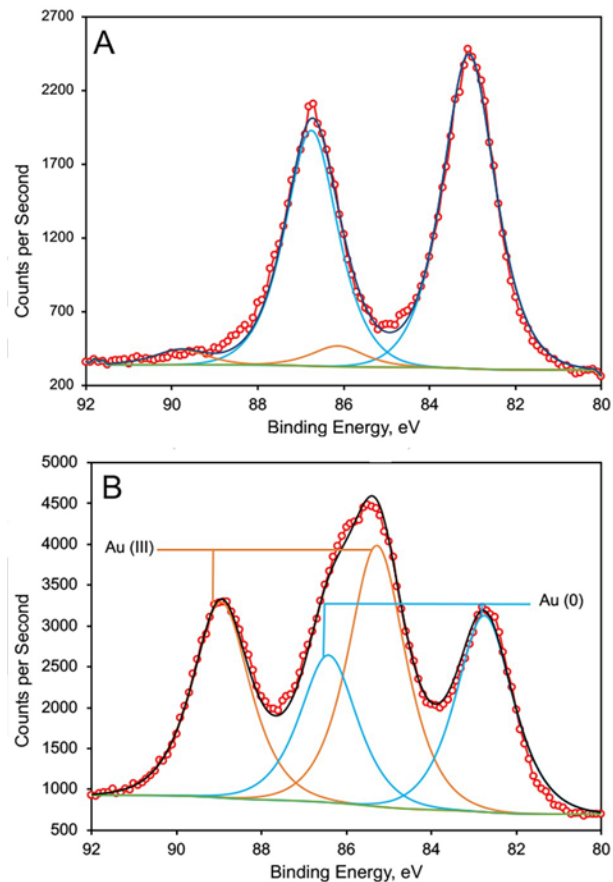 A
2700
2200
1700
1200
700
200
Counts per Second
92 90 88 86 84 82 80
Binding Energy, eV
B
5000
4500
4000
3500
3000
2500
2000
1500
1000
500
Counts per Second
Au (III)
Au (0)
92 90 88 86 84 82 80
Binding Energy, eV